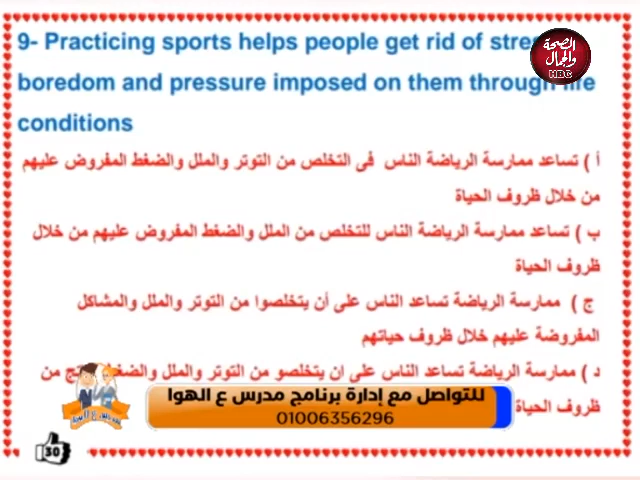 9- Practicing sports helps people get rid of
boredom and pressure imposed on them through life
conditions
أ ) تساعد ممارسة الرياضة الناس فى التخلص من التوتر والملل والضغط المفروض عليهم
من خلال ظروف الحياة
ب ) تساعد ممارسة الرياضة الناس للتخلص من الملل والضغط المفروض عليهم من خلال
ظروف الحياة
ج ) ممارسة الرياضة تساعد الناس على أن يتخلصوا من التوتر والملل والمشاكل
المفروضة عليهم خلال ظروف حياتهم
د ) ممارسة الرياضة تساعد الناس على ان يتخلصو من التوتر والملل من
ظروف الحياة
الصحة
والجمال
HBC
للتواصل مع إدارة برنامج مدرس ع الهوا
01006356296
30